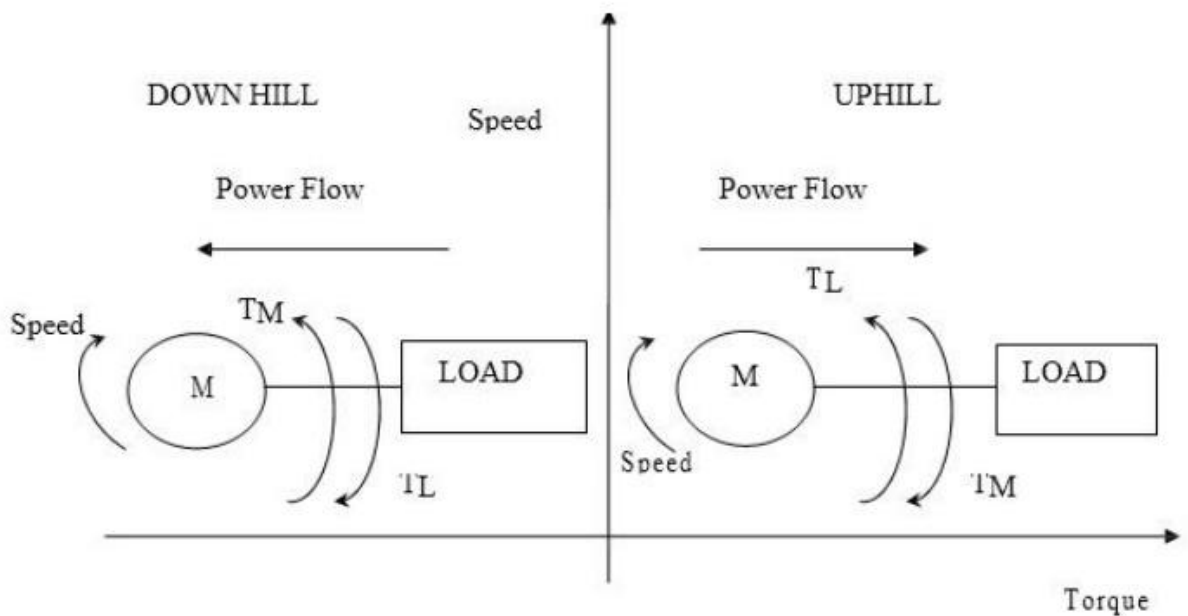 DOWN HILL
UPHILL
Speed
Power Flow
Power Flow
TL
TM
Speed
M
LOAD
M
LOAD
Speed
TL
TM
Torque